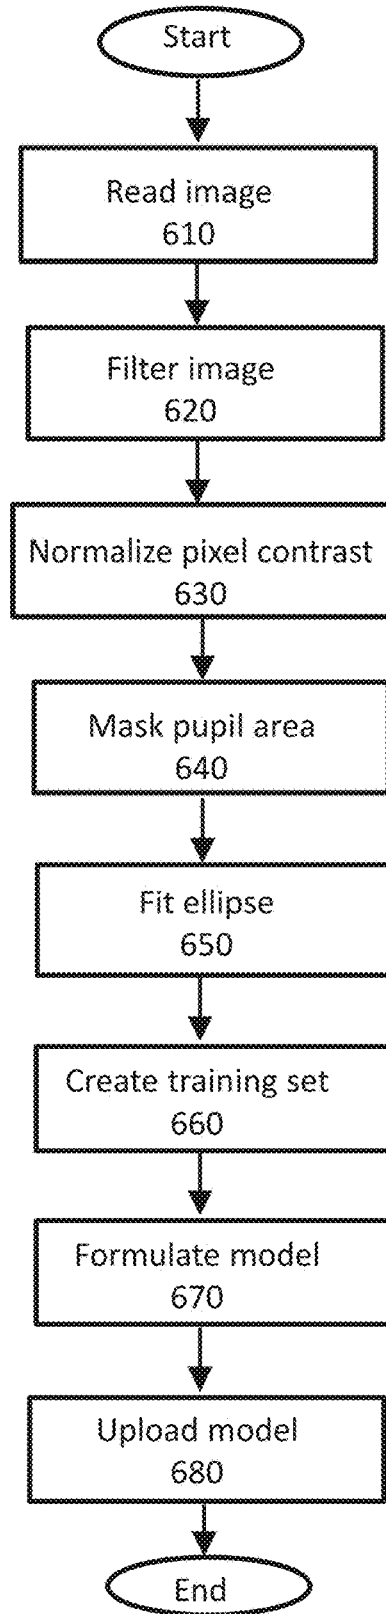 Start
Read image
610
Filter image
620
Normalize pixel contrast
630
Mask pupil area
640
Fit ellipse
650
Create training set
660
Formulate model
670
Upload model
680
End